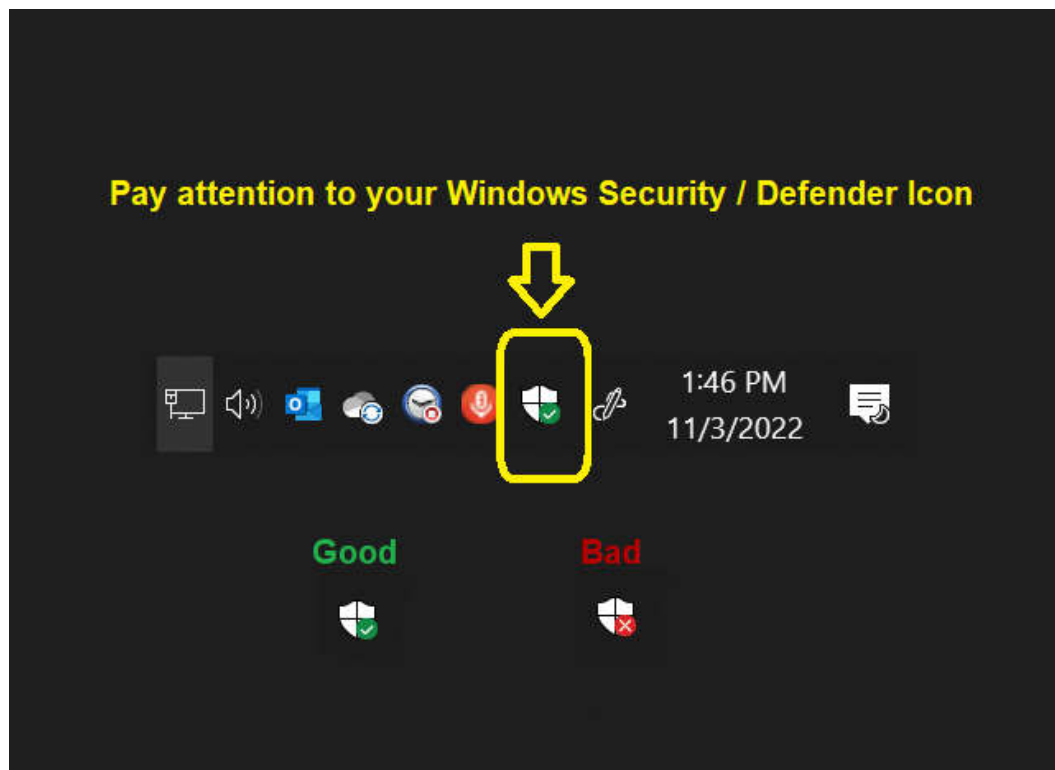 Pay attention to your Windows Security / Defender Icon
1:46 PM
11/3/2022
Good
Bad